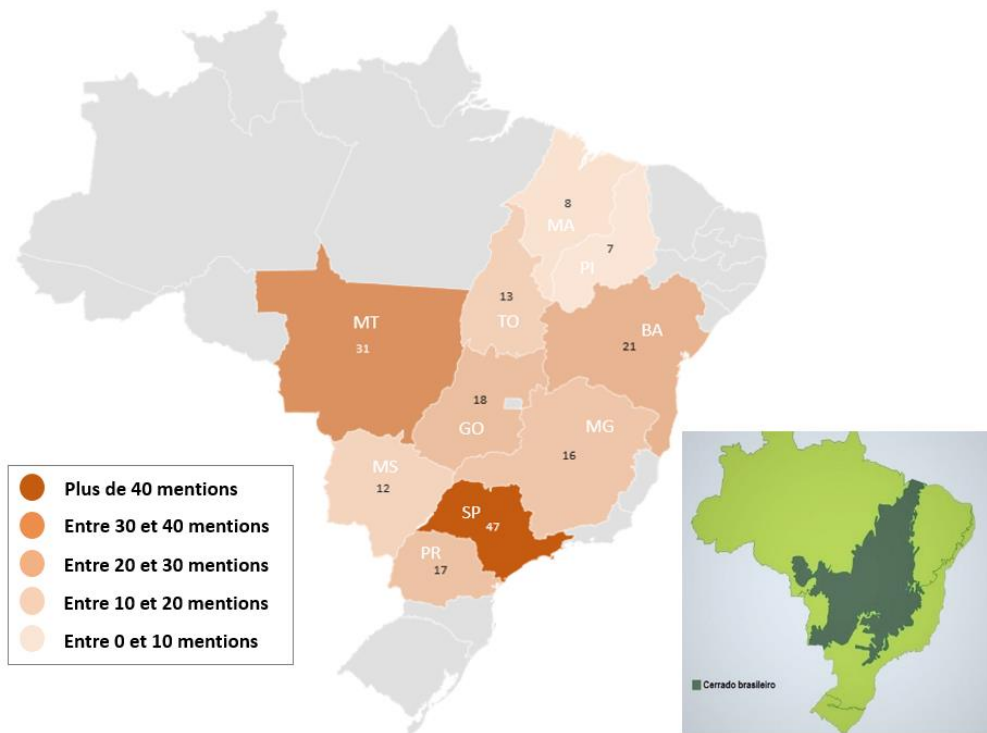 8
MA
7
PI
13
TO
MT
31
BA
21
18
GO
MG
16
MS
12
SP
47
PR
17
Plus de 40 mentions
Entre 30 et 40 mentions
Entre 20 et 30 mentions
Entre 10 et 20 mentions
Entre 0 et 10 mentions
Cerrado brasileiro